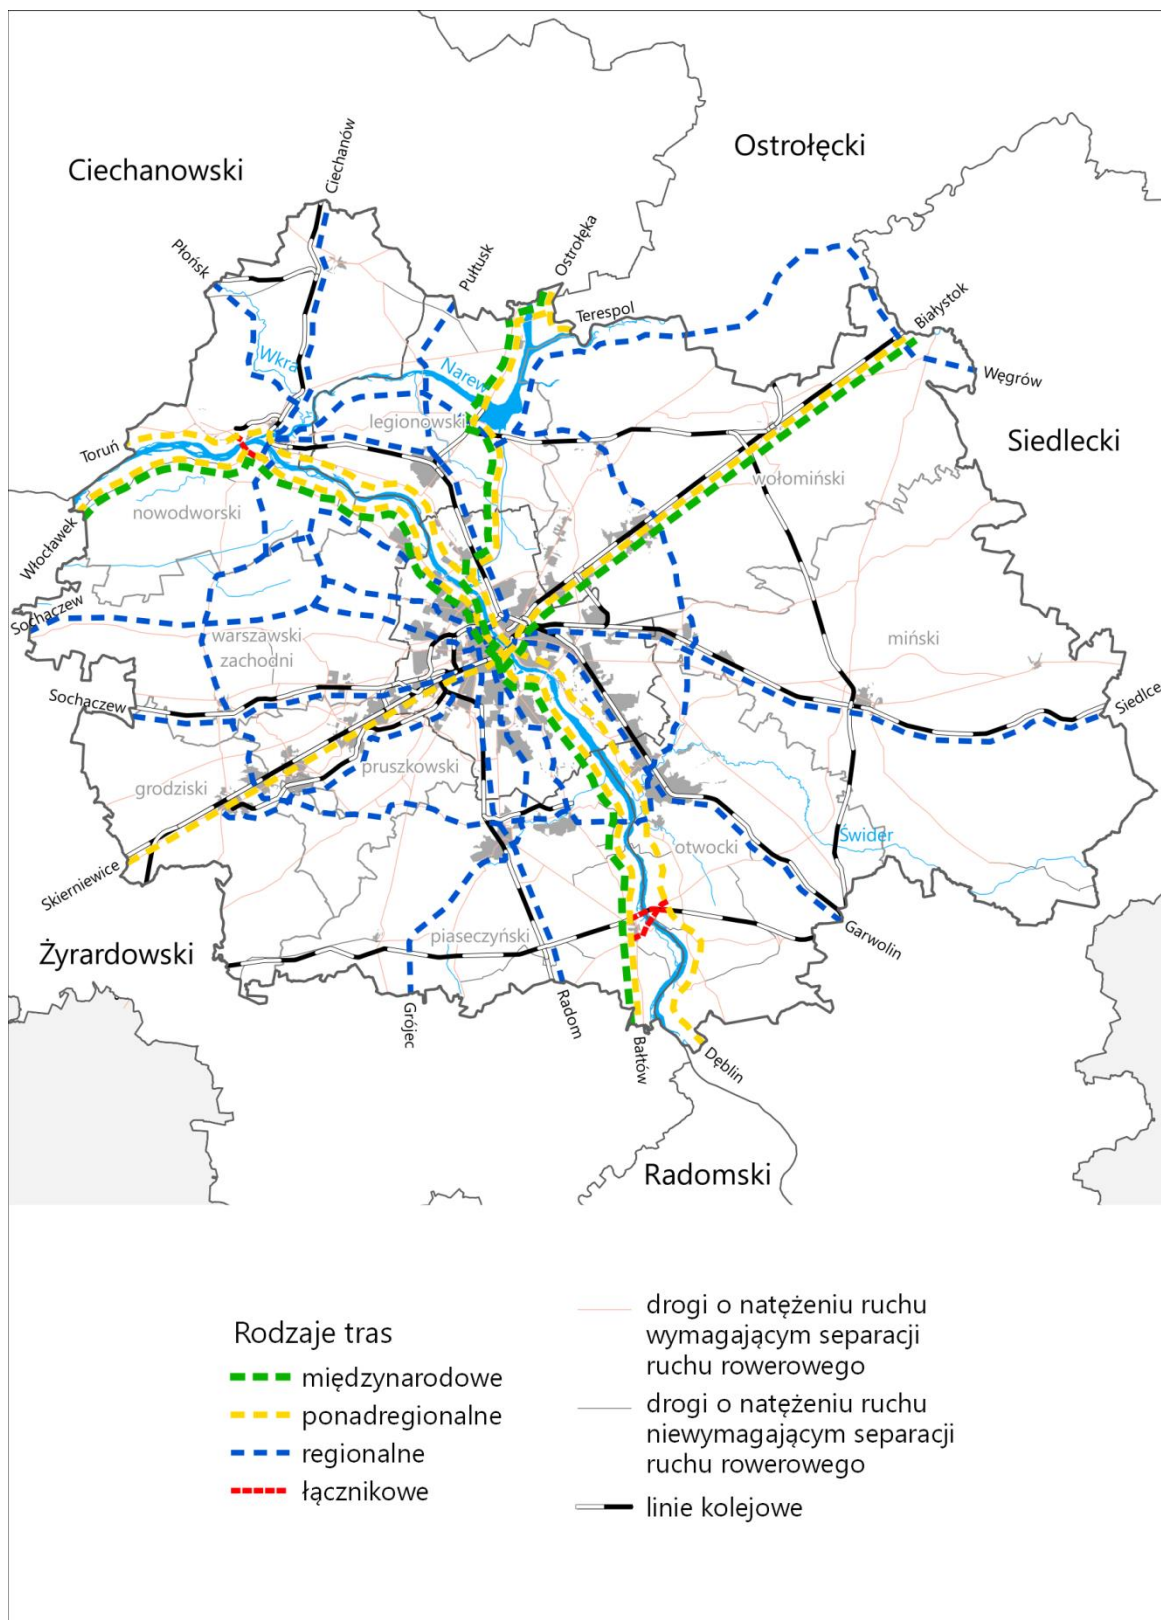 Ciechanowski
Ciechanów
Ostrołęcki
Płońsk
Pułtusk
Ostrołęka
Terespol
Białystok
Wkra
Narew
Węgrów
legionowski
Toruń
Siedlecki
wołomiński
nowodworski
Włocławek
Sochaczew
warszawski
zachodni
miński
Sochaczew
Siedlce
pruszkowski
grodziski
Świder
otwocki
Skierniewice
Garwolin
Żyrardowski
piaseczyński
Grójec
Radom
Bałtów
Dęblin
Radomski
Rodzaje tras
międzynarodowe
ponadregionalne
regionalne
łącznikowe
drogi o natężeniu ruchu
wymagającym separacji
ruchu rowerowego
drogi o natężeniu ruchu
niewymagającym separacji
ruchu rowerowego
linie kolejowe